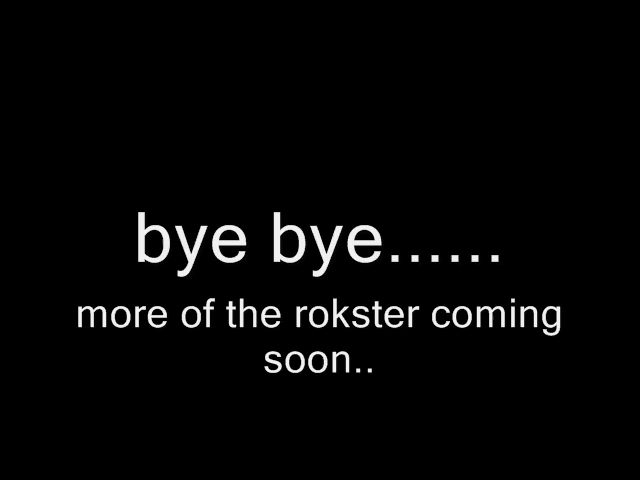 bye bye......
more of the rokster coming
soon..